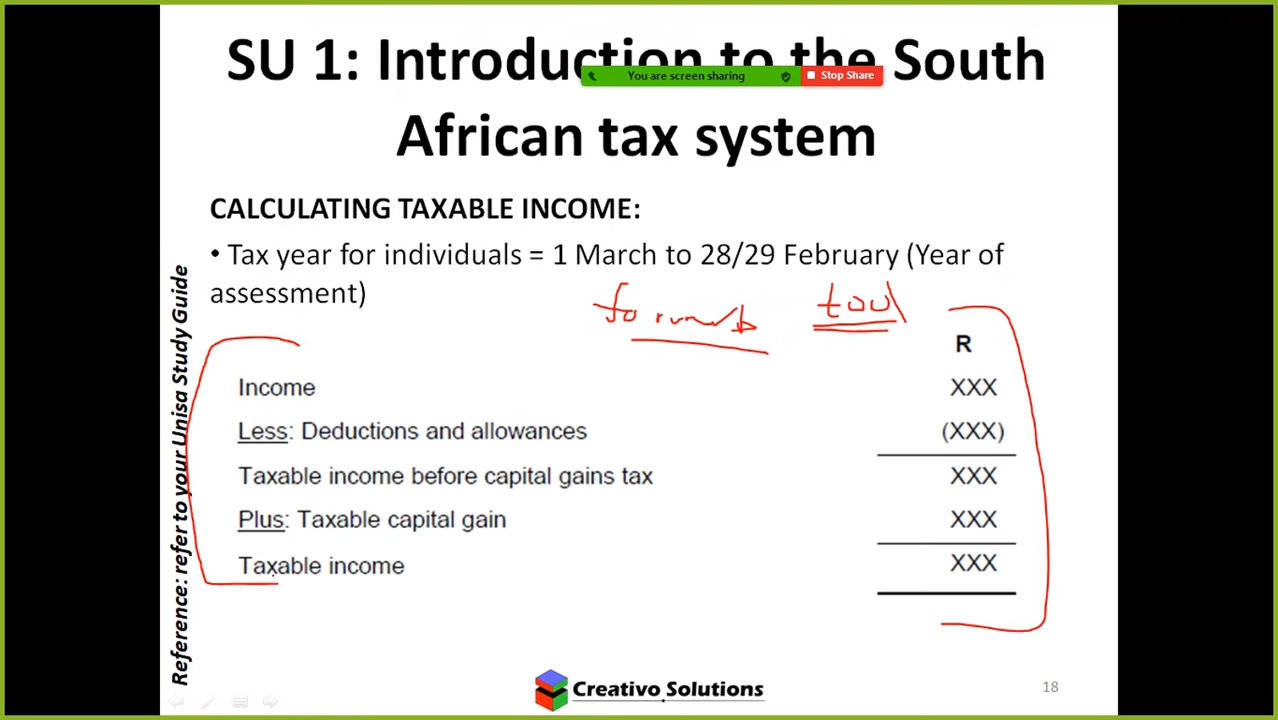 SU 1: Introduction to the South
You are screen sharing
Stop Share
African tax system
CALCULATING TAXABLE INCOME:
• Tax year for individuals = 1 March to 28/29 February (Year of
assessment)
tool
R
Income XXX
Less: Deductions and allowances (XXX)
Taxable income before capital gains tax XXX
Plus: Taxable capital gain XXX
Taxable income XXX
Reference: refer to your Unisa Study Guide
Creativo Solutions
18